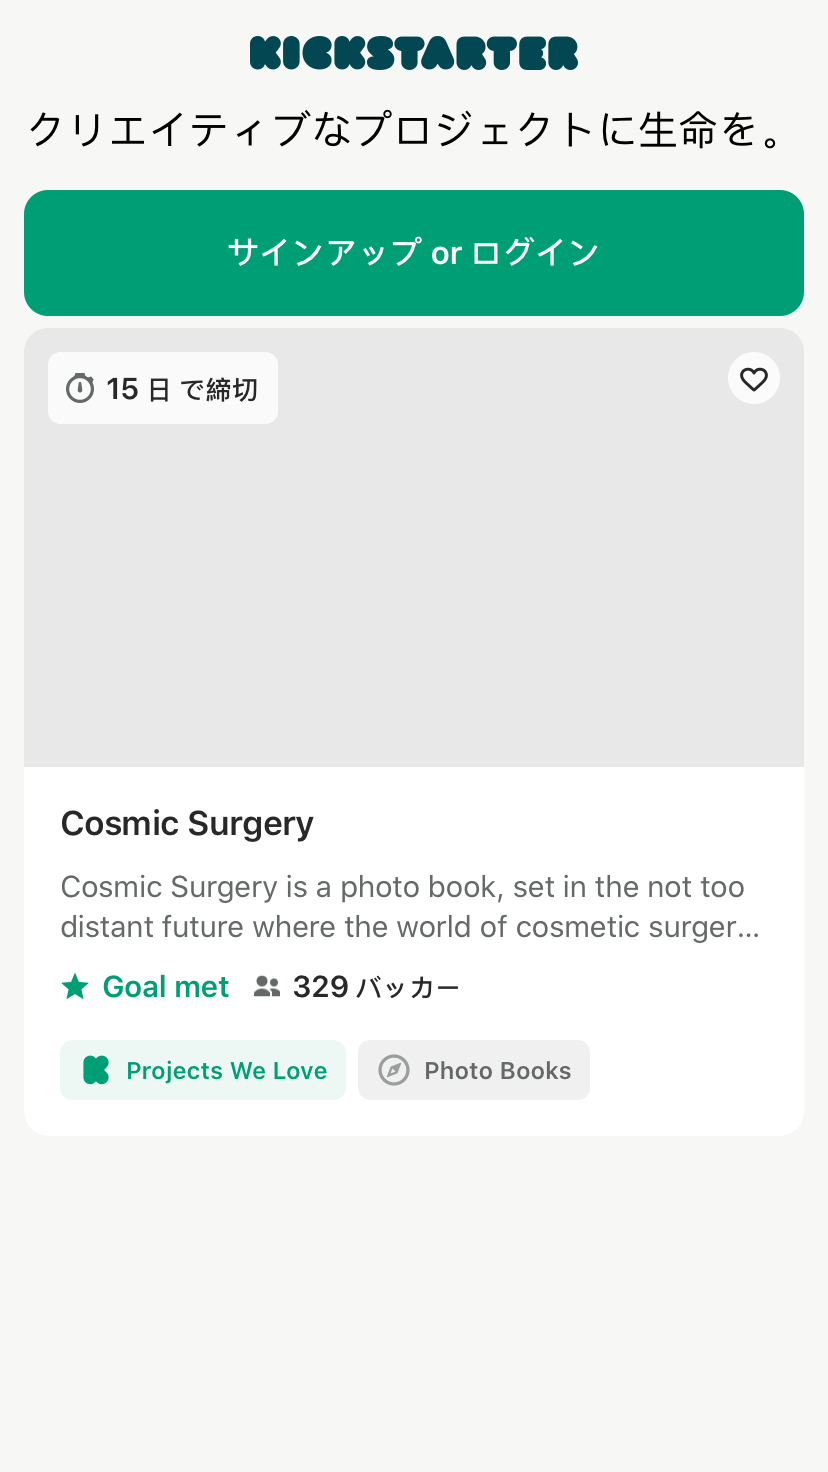 KICKSTARTER
クリエイティブなプロジェクトに生命を。
サインアップ or ログイン
15 日 で締切
Cosmic Surgery
Cosmic Surgery is a photo book, set in the not too
distant future where the world of cosmetic surger...
Goal met 329 バッカー
Projects We Love Photo Books